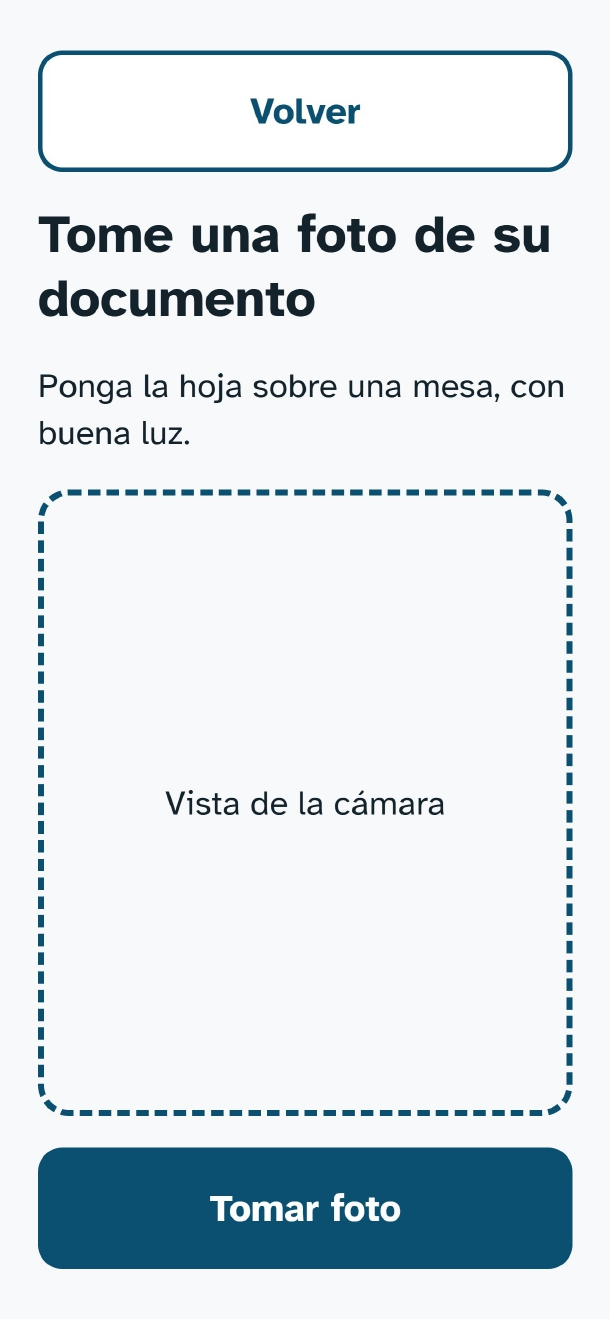 Volver
Tome una foto de su
documento
Ponga la hoja sobre una mesa, con
buena luz.
Vista de la cámara
Tomar foto